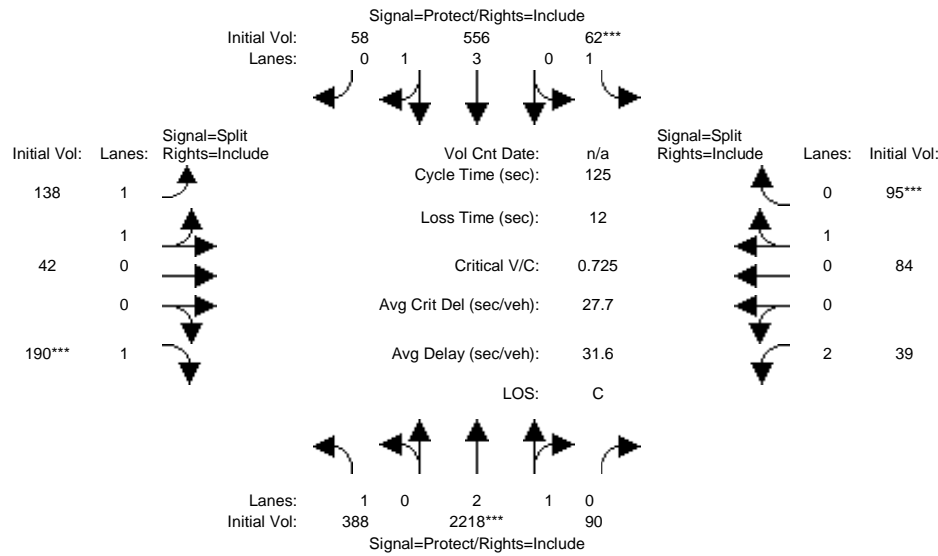 Signal=Protect/Rights=Include
Initial Vol: 58 556 62***
Lanes: 0 1 3 0 1
Signal=Split
Initial Vol: Lanes: Rights=Include
Vol Cnt Date: n/a
Signal=Split
Rights=Include Lanes: Initial Vol:
Cycle Time (sec): 125
138 1
0 95***
Loss Time (sec): 12
1
1
42 0
Critical V/C: 0.725
0 84
0
Avg Crit Del (sec/veh): 27.7
0
190*** 1
Avg Delay (sec/veh): 31.6
2 39
LOS: C
Lanes: 1 0 2 1 0
Initial Vol: 388 2218*** 90
Signal=Protect/Rights=Include